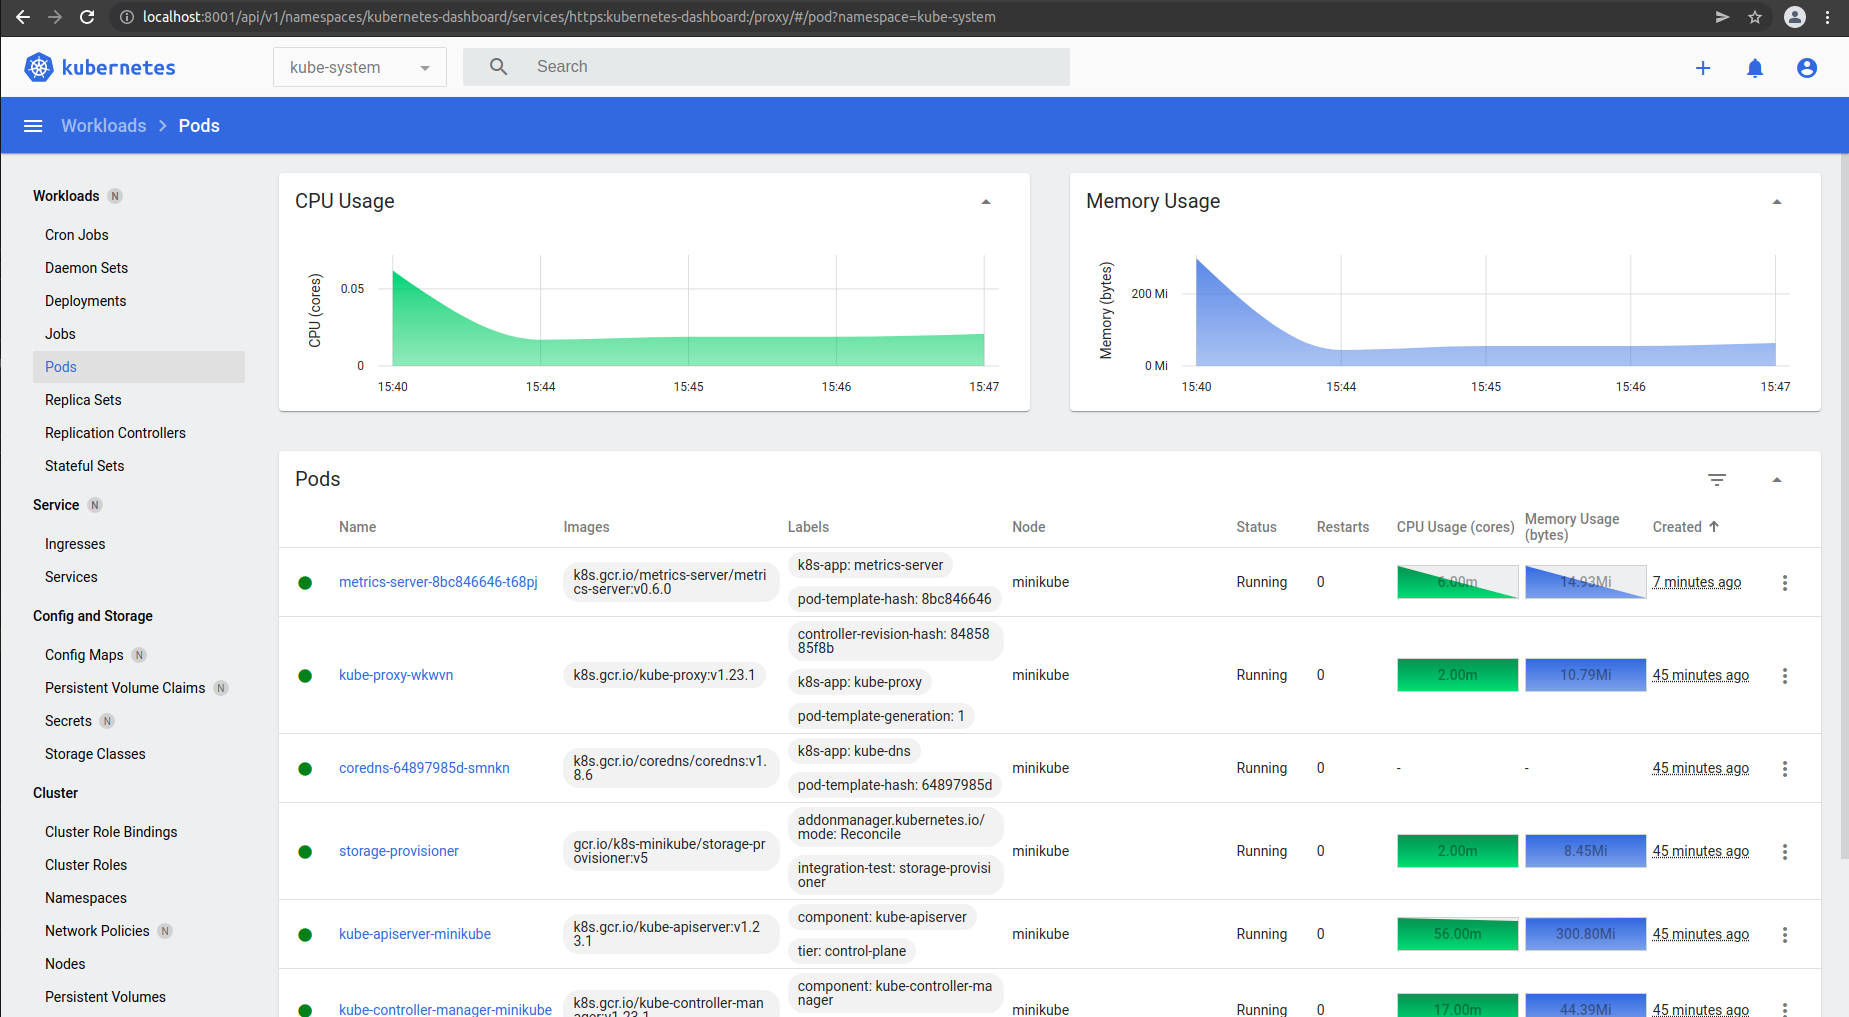 localhost:8001/api/v1/namespaces/kubernetes-dashboard/services/https:kubernetes-dashboard:/proxy/#/pod?namespace=kube-system
kubernetes
kube-system
Search
Workloads > Pods
Workloads N
Cron Jobs
Daemon Sets
Deployments
Jobs
Pods
Replica Sets
Replication Controllers
Stateful Sets
Service N
Ingresses
Services
Config and Storage
Config Maps N
Persistent Volume Claims N
Secrets N
Storage Classes
Cluster
Cluster Role Bindings
Cluster Roles
Namespaces
Network Policies N
Nodes
Persistent Volumes
CPU Usage
CPU (cores)
0.05
0
15:40 15:44 15:45 15:46 15:47
Memory Usage
Memory (bytes)
200 Mi
0 Mi
15:40 15:44 15:45 15:46 15:47
Pods
Name Images Labels Node Status Restarts CPU Usage (cores) Memory Usage
(bytes) Created
metrics-server-8bc846646-t68pj
k8s.gcr.io/metrics-server/metri
cs-server:v0.6.0
k8s-app: metrics-server
pod-template-hash: 8bc846646
minikube Running 0 6.00m 14.93Mi 7 minutes ago
kube-proxy-wkwvn
k8s.gcr.io/kube-proxy:v1.23.1
controller-revision-hash: 84858
85f8b
k8s-app: kube-proxy
pod-template-generation: 1
minikube Running 0 2.00m 10.79Mi 45 minutes ago
coredns-64897985d-smnkn
k8s.gcr.io/coredns/coredns:v1.
8.6
k8s-app: kube-dns
pod-template-hash: 64897985d
minikube Running 0 - - 45 minutes ago
storage-provisioner
gcr.io/k8s-minikube/storage-pr
ovisioner:v5
addonmanager.kubernetes.io/
mode: Reconcile
integration-test: storage-provisi
oner
minikube Running 0 2.00m 8.45Mi 45 minutes ago
kube-apiserver-minikube
k8s.gcr.io/kube-apiserver:v1.2
3.1
component: kube-apiserver
tier: control-plane
minikube Running 0 56.00m 300.80Mi 45 minutes ago
kube-controller-manager-minikube
k8s.gcr.io/kube-controller-man
ager:v1.23.1
component: kube-controller-ma
nager
minikube Running 0 17.00m 44.39Mi 45 minutes ago